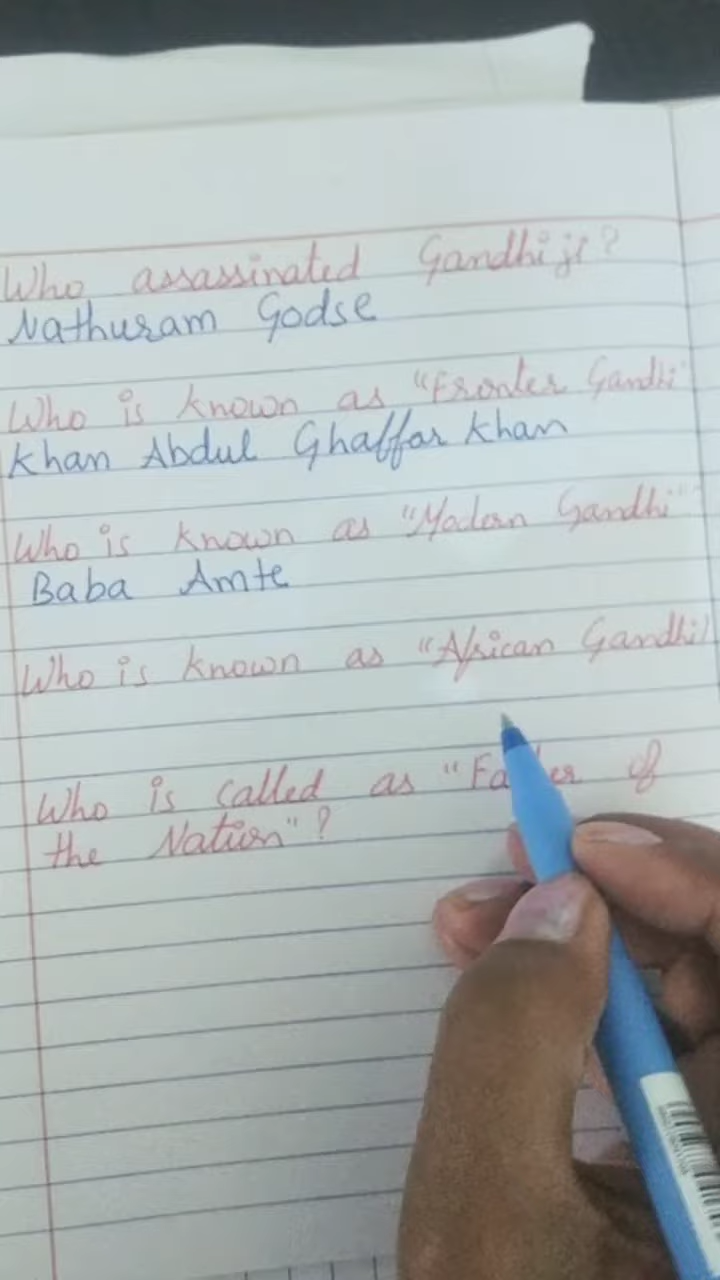 Who assassinated Gandhiji?
Nathuram Godse
Who is known as "Fronter Gandhi"
Khan Abdul Ghaffar Khan
Who is known as "Modern Gandhi"
Baba Amte
Who is known as "African Gandhi
Who is called as "Father of
the Nation"?